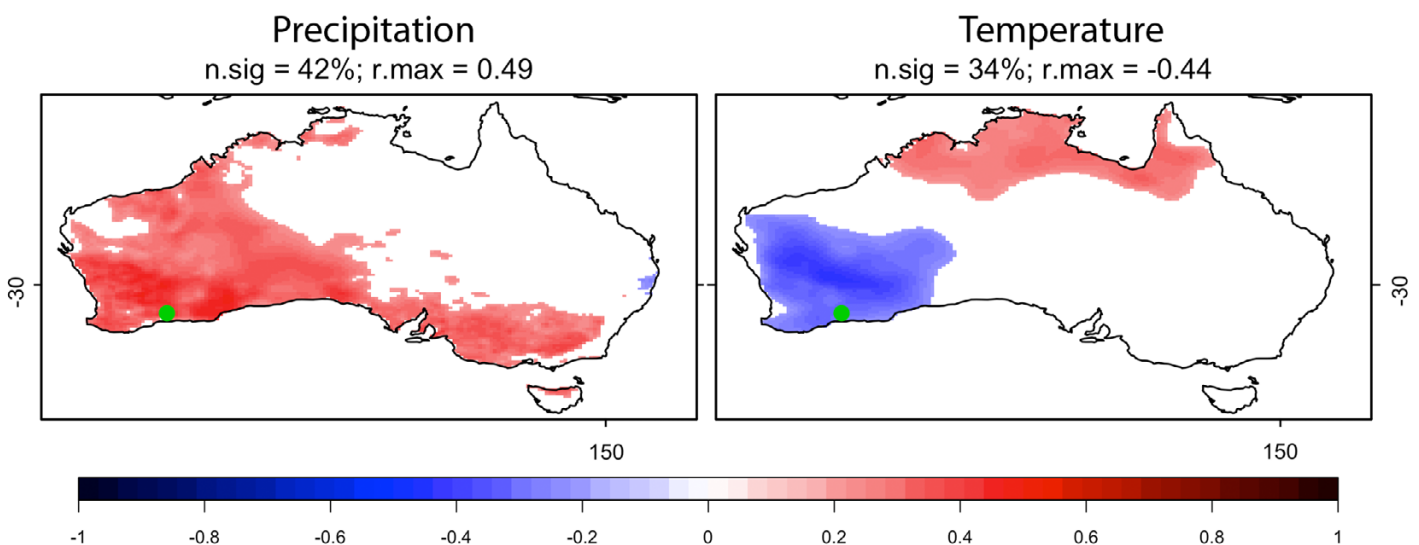 Precipitation
n.sig = 42%; r.max = 0.49
Temperature
n.sig = 34%; r.max = -0.44
-30
-30
150
150
-1 -0.8 -0.6 -0.4 -0.2 0 0.2 0.4 0.6 0.8 1